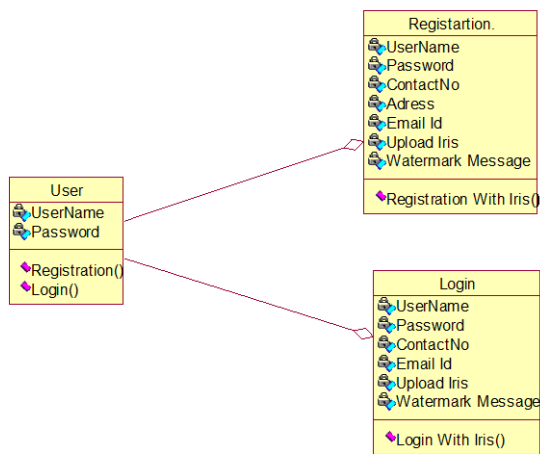 Registartion.
UserName
Password
ContactNo
Adress
Email Id
Upload Iris
Watermark Message
Registration With Iris()
User
UserName
Password
Registration()
Login()
Login
UserName
Password
ContactNo
Email Id
Upload Iris
Watermark Message
Login With Iris()